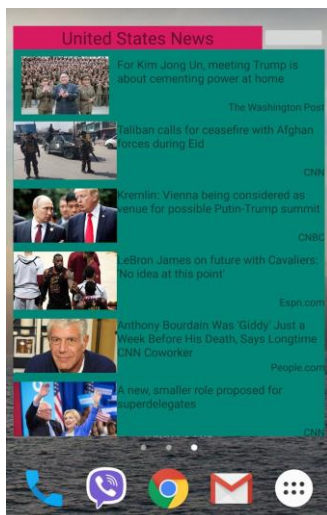 United States News
For Kim Jong Un, meeting Trump is
about cementing power at home
The Washington Post
Taliban calls for ceasefire with Afghan
forces during Eid
CNN
Kremlin: Vienna being considered as
venue for possible Putin-Trump summit
CNBC
LeBron James on future with Cavaliers:
'No idea at this point'
Espn.com
Anthony Bourdain Was 'Giddy' Just a
Week Before His Death, Says Longtime
CNN Coworker
People.com
A new, smaller role proposed for
superdelegates
CNN